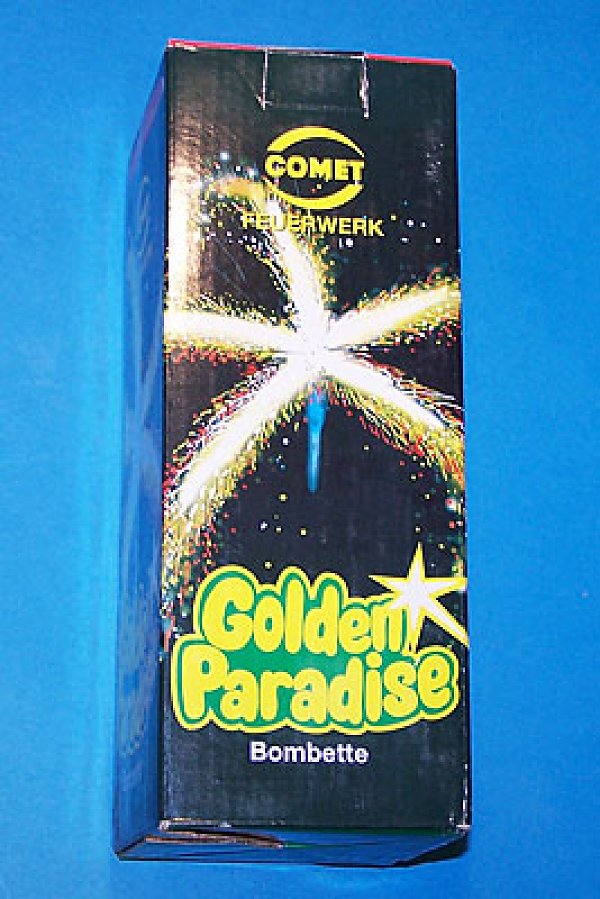 COMET
FEUERWERK
Golden
Paradise
Bombette